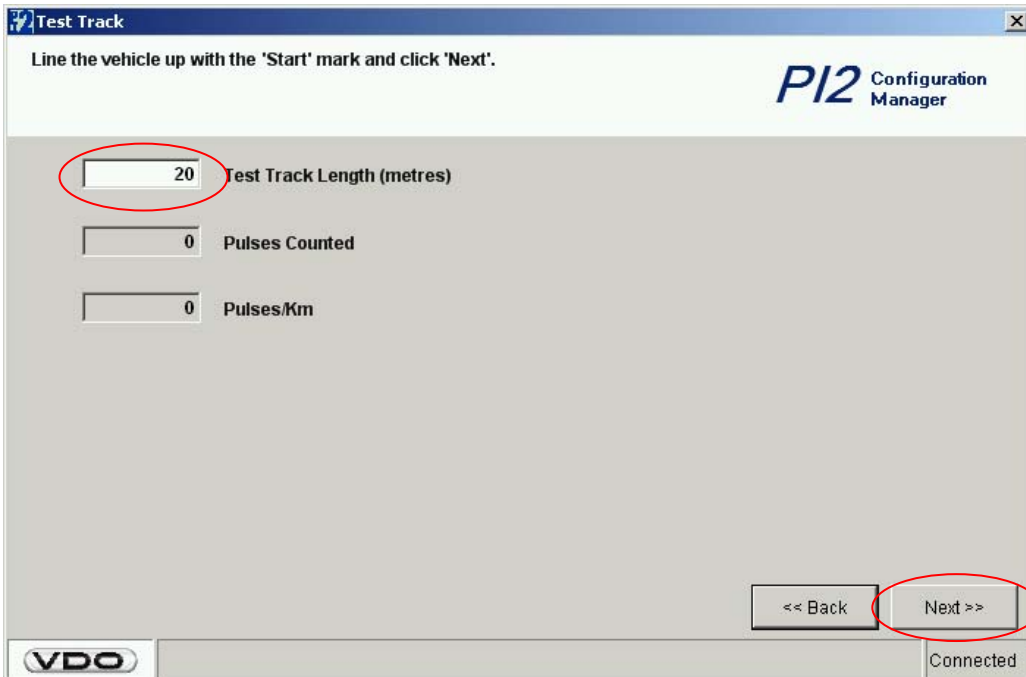 Test Track
Line the vehicle up with the 'Start' mark and click 'Next'.
PI2 Configuration
Manager
20 Test Track Length (metres)
0 Pulses Counted
0 Pulses/Km
<< Back Next >>
VDO Connected